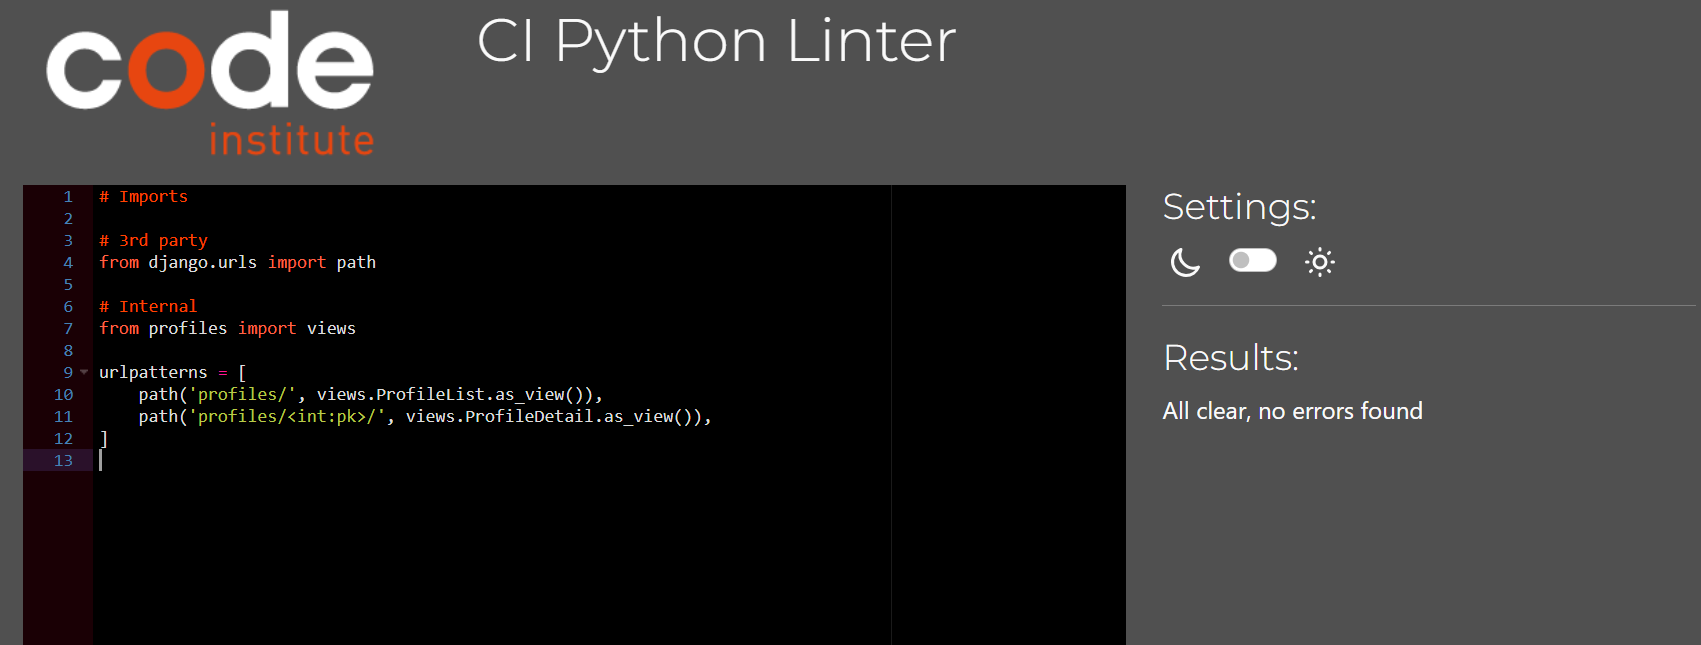 code
institute
CI Python Linter
1 # Imports
2
3 # 3rd party
4 from django.urls import path
5
6 # Internal
7 from profiles import views
8
9 urlpatterns = [
10     path('profiles/', views.ProfileList.as_view()),
11     path('profiles/<int:pk>/', views.ProfileDetail.as_view()),
12 ]
13
Settings:
Results:
All clear, no errors found